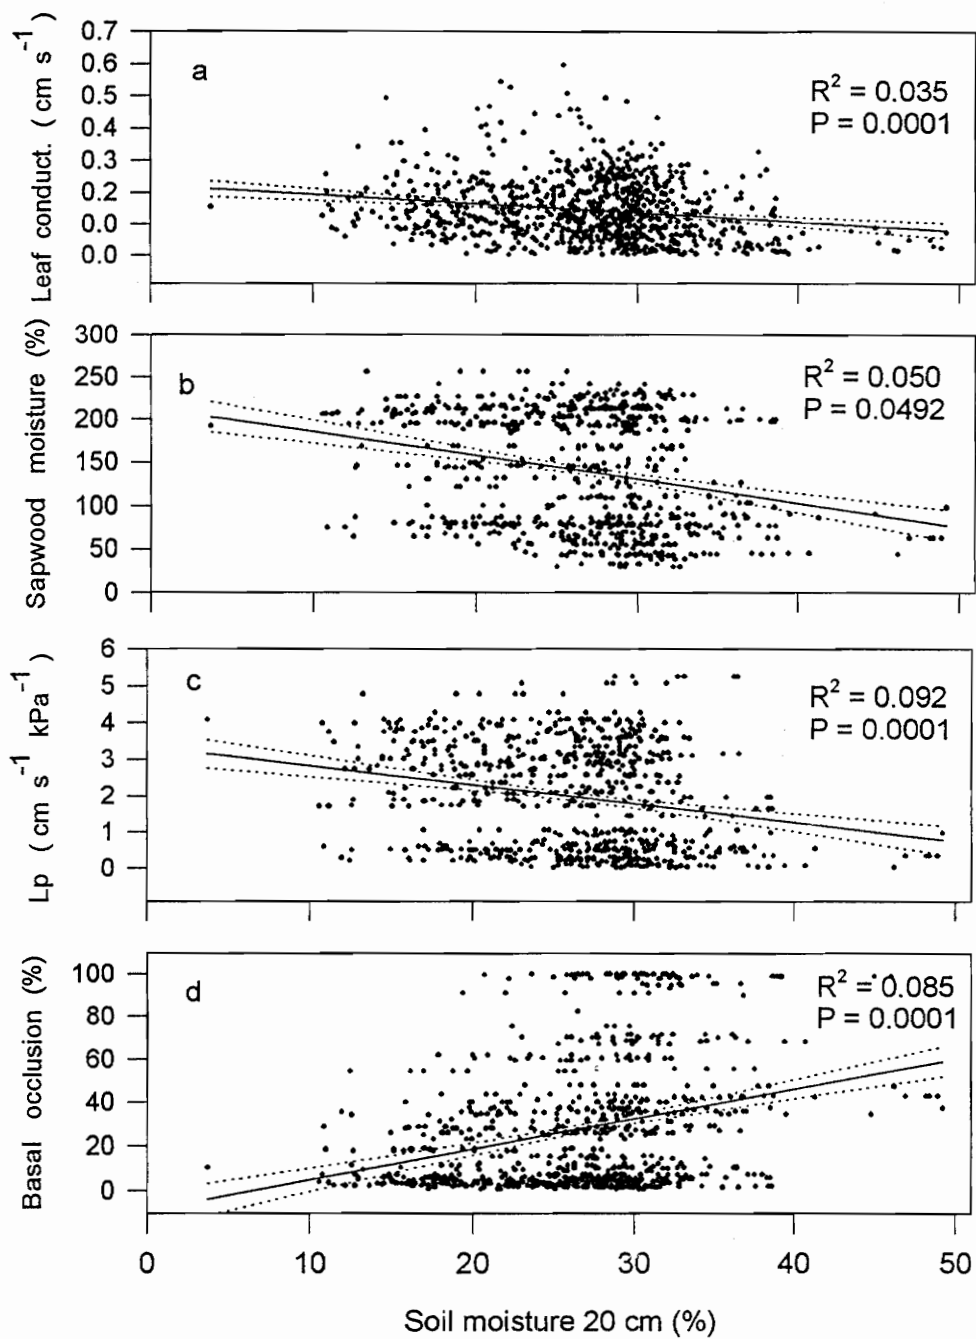 Leaf conduct. ( cm s⁻¹ )
0.7
0.6
0.5
0.4
0.3
0.2
0.0
0.0
a
R² = 0.035
P = 0.0001
Sapwood moisture (%)
300
250
200
150
100
50
0
b
R² = 0.050
P = 0.0492
Lp ( cm s⁻¹ kPa⁻¹ )
6
5
4
3
2
1
0
c
R² = 0.092
P = 0.0001
Basal occlusion (%)
100
80
60
40
20
0
d
R² = 0.085
P = 0.0001
0 10 20 30 40 50
Soil moisture 20 cm (%)